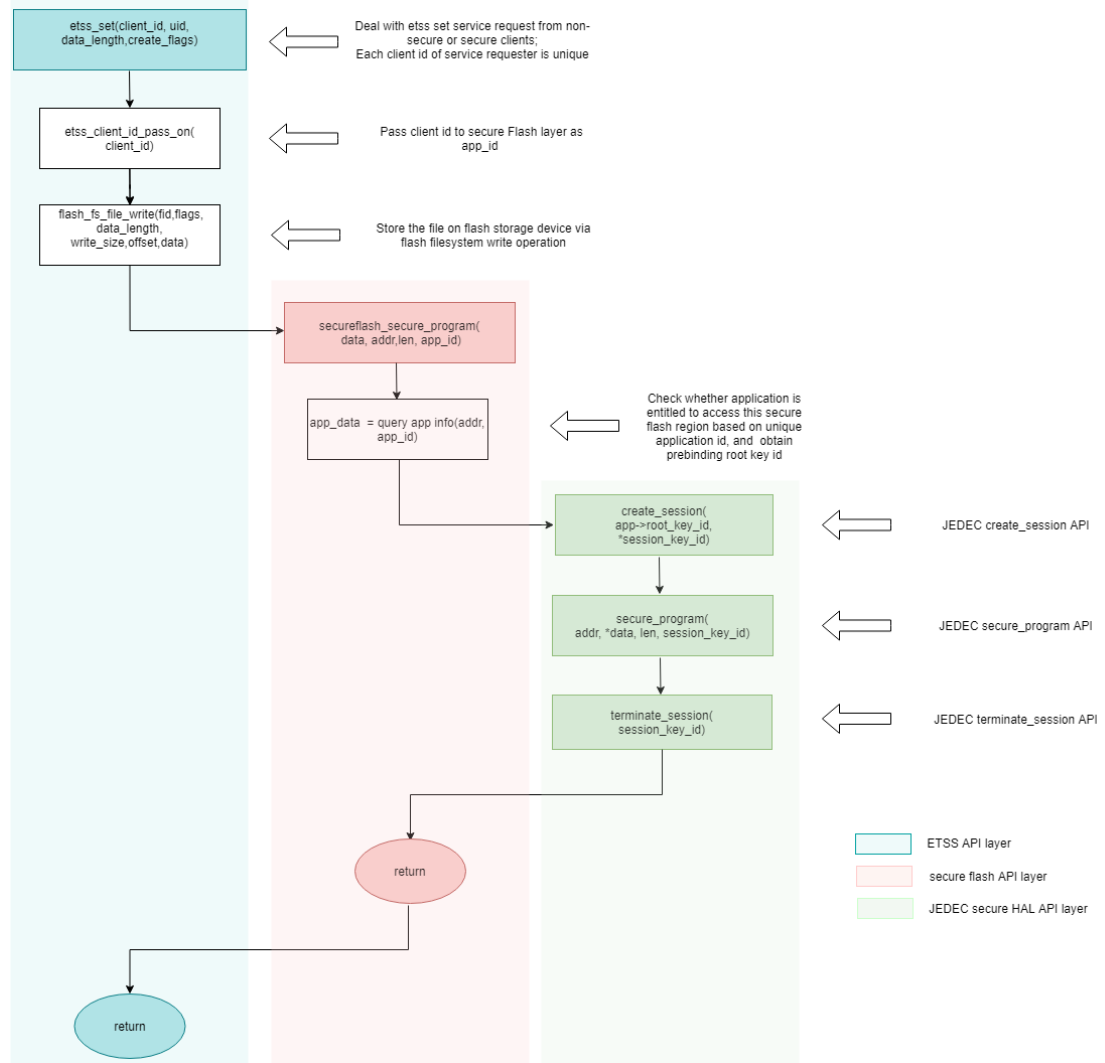 etss_set(client_id, uid,
data_length,create_flags)
Deal with etss set service request from non-
secure or secure clients;
Each client id of service requester is unique
etss_client_id_pass_on(
client_id)
Pass client id to secure Flash layer as
app_id
flash_fs_file_write(fid,flags,
data_length,
write_size,offset,data)
Store the file on flash storage device via
flash filesystem write operation
secureflash_secure_program(
data, addr,len, app_id)
app_data = query app info(addr,
app_id)
Check whether application is
entitled to access this secure
flash region based on unique
application id, and obtain
prebinding root key id
create_session(
app->root_key_id,
*session_key_id)
JEDEC create_session API
secure_program(
addr, *data, len, session_key_id)
JEDEC secure_program API
terminate_session(
session_key_id)
JEDEC terminate_session API
return
return
ETSS API layer
secure flash API layer
JEDEC secure HAL API layer